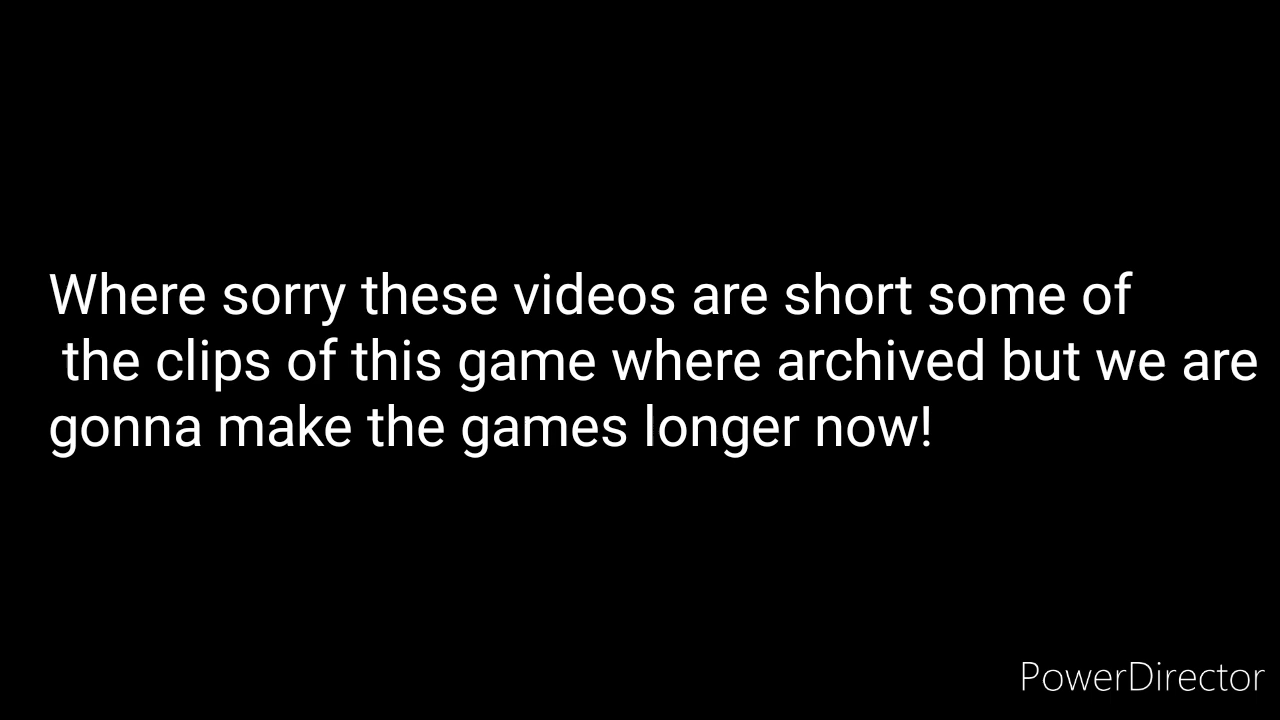 Where sorry these videos are short some of
the clips of this game where archived but we are
gonna make the games longer now!
PowerDirector